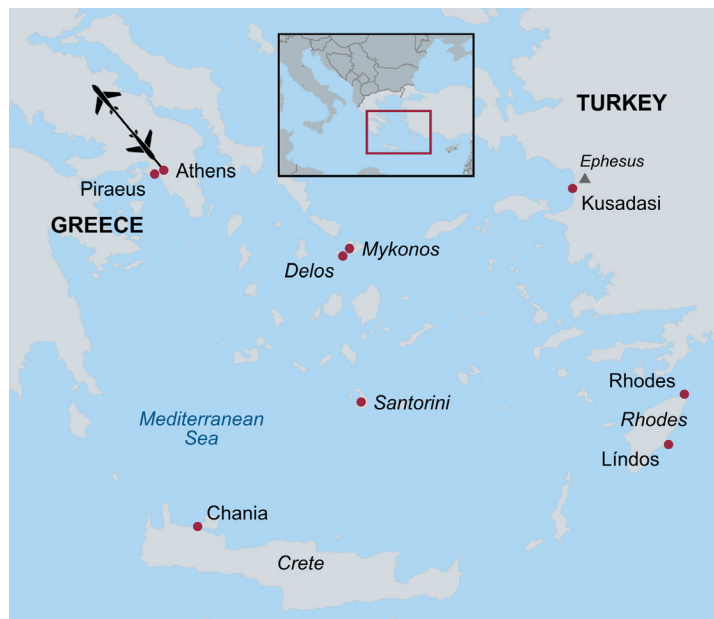 TURKEY
Ephesus
Kusadasi
Athens
Piraeus
GREECE
Mykonos
Delos
Santorini
Rhodes
Rhodes
Líndos
Mediterranean
Sea
Chania
Crete